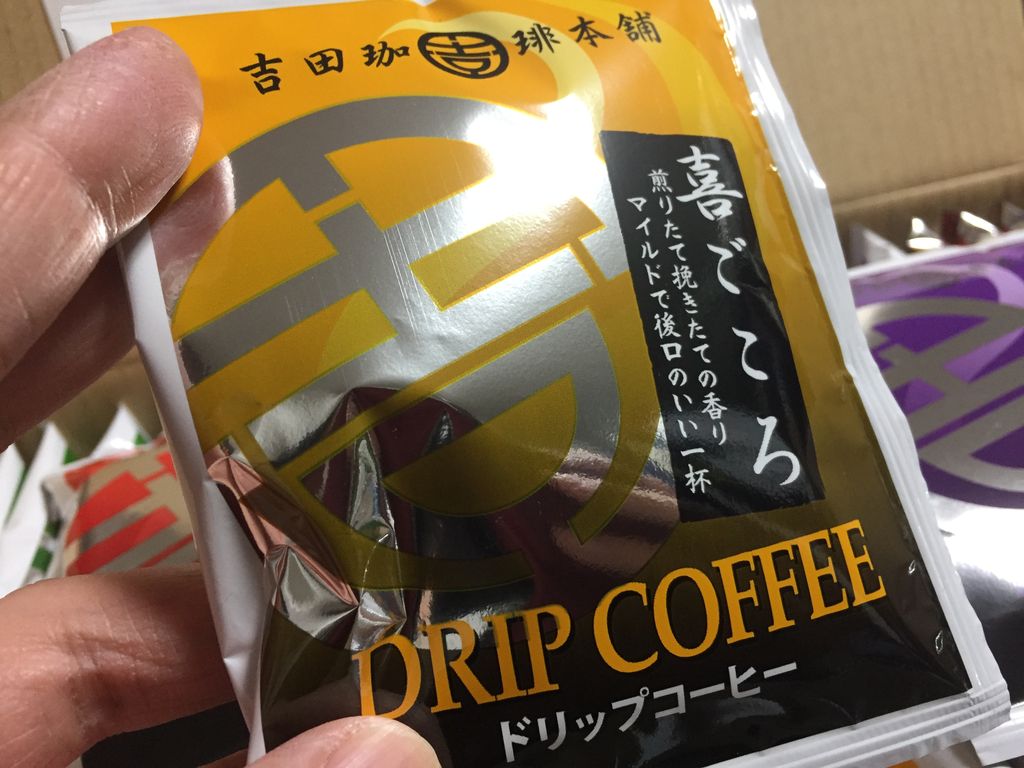 吉田珈琲本舗
喜ごころ
煎りたて挽きたての香り
マイルドで後口のいい一杯
DRIP COFFEE
ドリップコーヒー